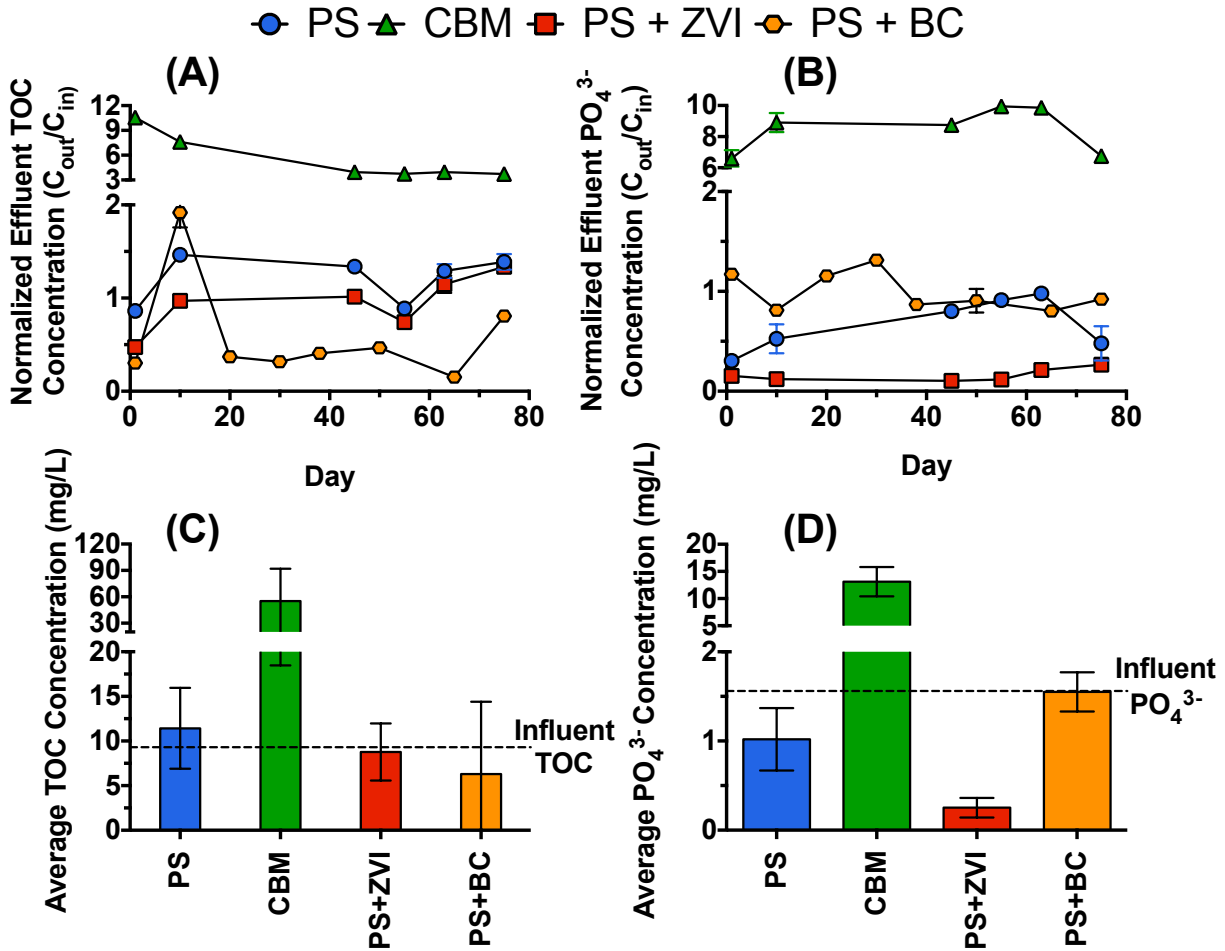 PS CBM PS + ZVI PS + BC
(A)
Normalized Effluent TOC
Concentration (C_out/C_in)
12
9
6
3
2
1
0
0 20 40 60 80
Day
(B)
Normalized Effluent PO₄³⁻
Concentration (C_out/C_in)
10
8
6
2
1
0
0 20 40 60 80
Day
(C)
Average TOC Concentration (mg/L)
120
90
60
30
20
15
10
5
0
Influent
TOC
PS
CBM
PS+ZVI
PS+BC
(D)
Average PO₄³⁻ Concentration (mg/L)
20
15
10
5
2
1
0
Influent
PO₄³⁻
PS
CBM
PS+ZVI
PS+BC